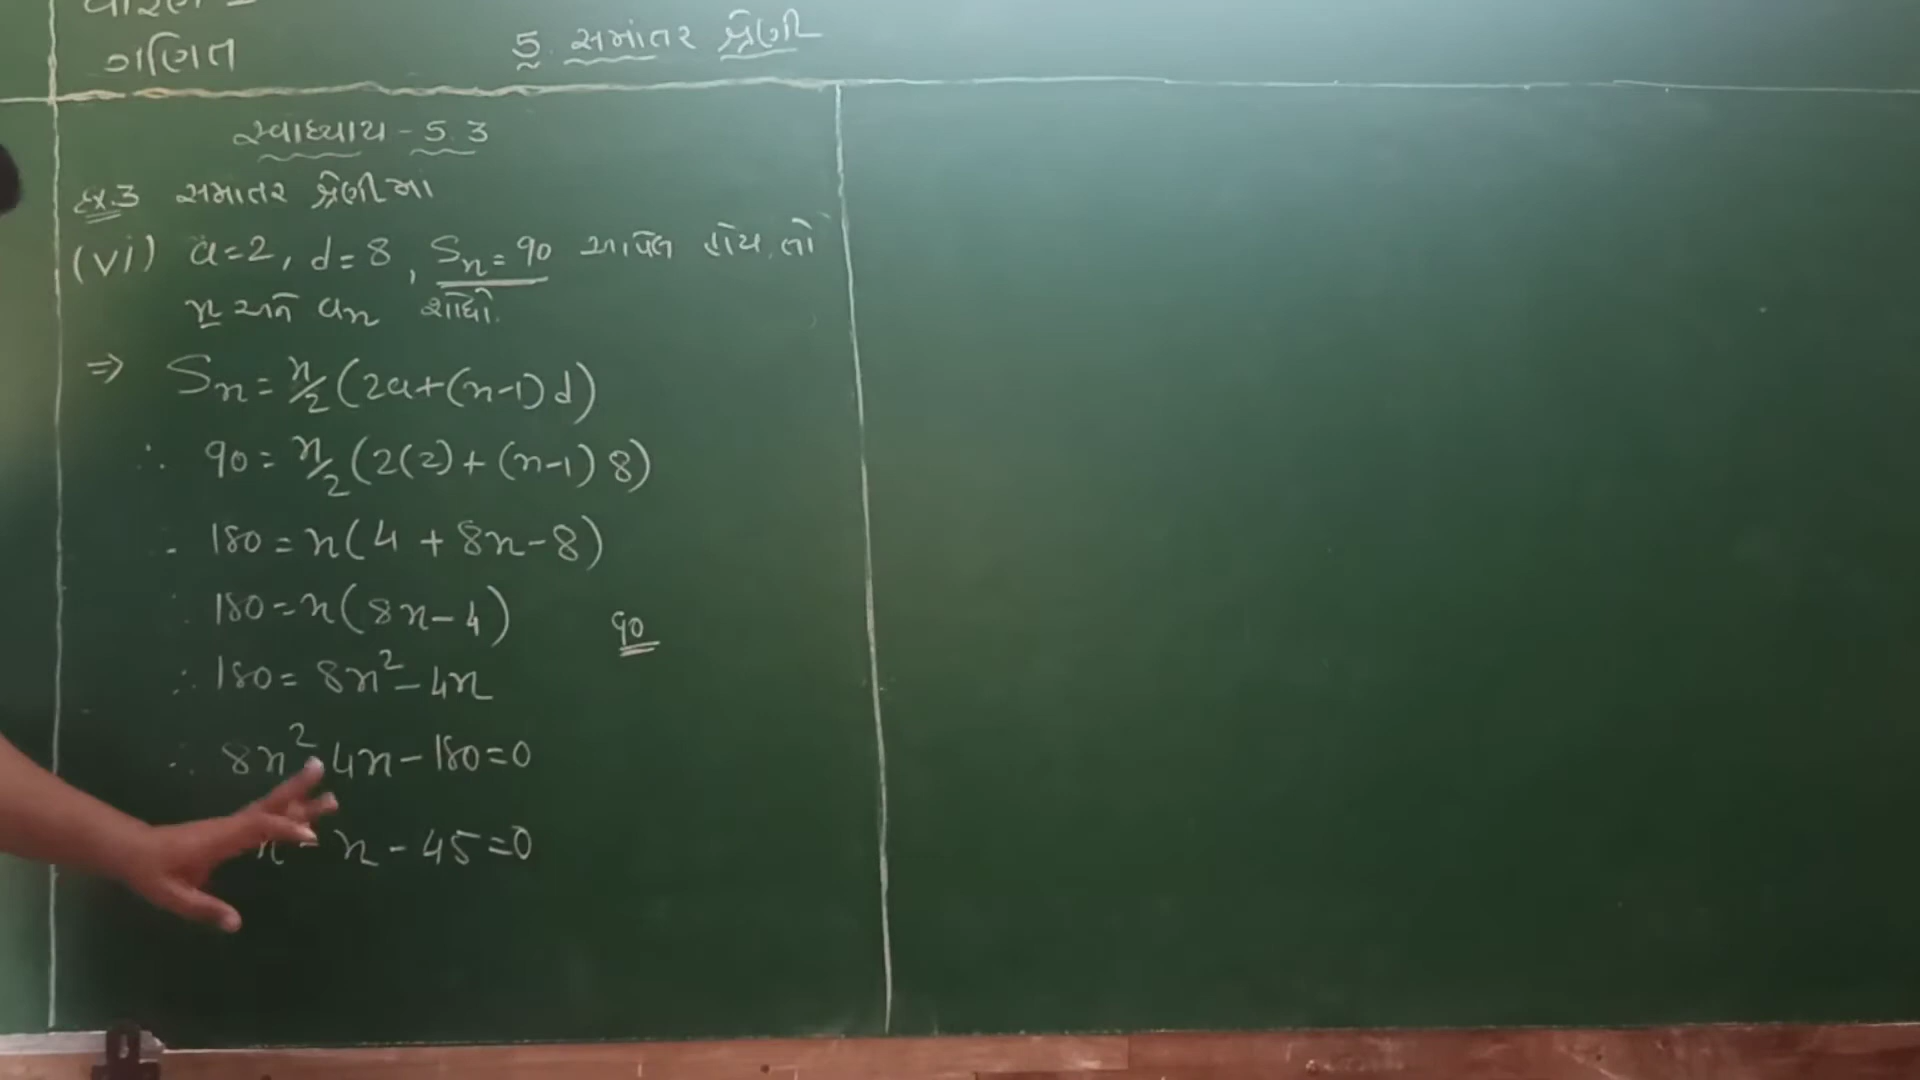 ગણિત
5. સમાંતર શ્રેણી
સ્વાધ્યાય - 5.3
Ex.3 સમાતર શ્રેણીમા
(vi) a=2, d=8, Sn=90 આપેલ હોય, તો
n અને an શોધો.
⇒ Sn = n/2 (2a+(n-1)d)
∴ 90 = n/2 (2(2)+(n-1) 8)
∴ 180 = n(4 + 8n-8)
∴ 180 = n(8n-4)
90
∴ 180 = 8n² - 4n
∴ 8n² - 4n - 180 = 0
n - n - 45 = 0